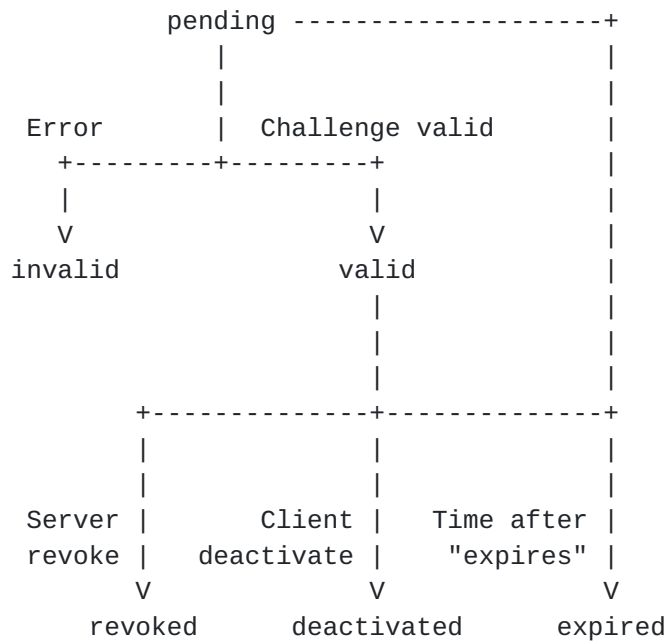 pending --------------------+
|                        |
|                        |
Error       |  Challenge valid       |
+---------+---------+              |
|                   |              |
V                   V              |
invalid              valid            |
|              |
|              |
|              |
+--------------+--------------+
|              |              |
|              |              |
Server |       Client |   Time after |
revoke |   deactivate |    "expires" |
V              V              V
revoked      deactivated      expired